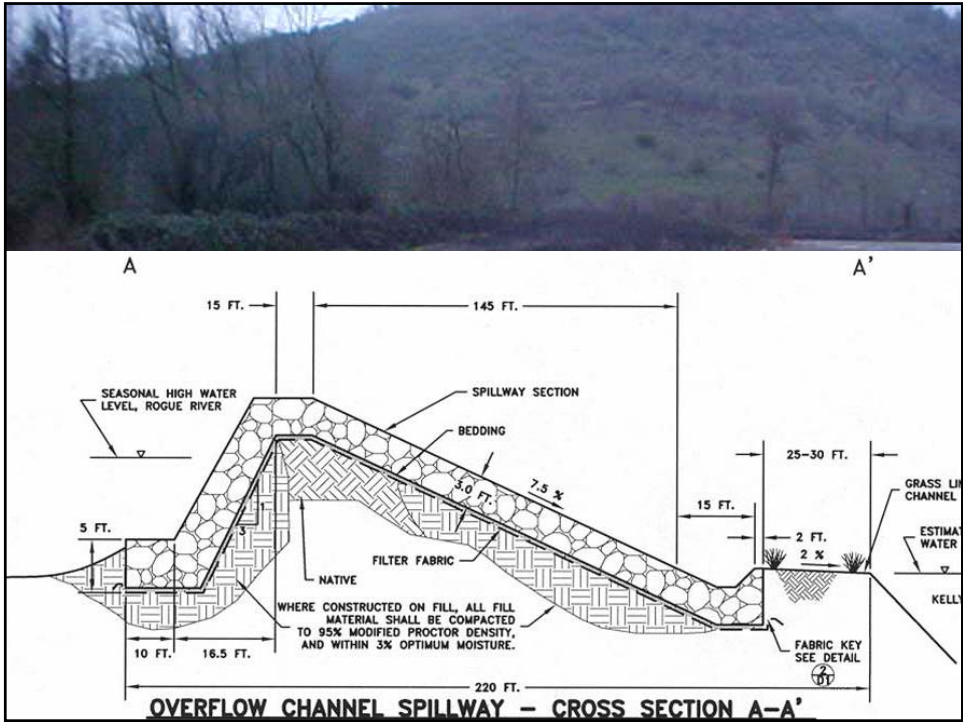 A
A'
15 FT.
145 FT.
SEASONAL HIGH WATER
LEVEL, ROGUE RIVER
SPILLWAY SECTION
BEDDING
25–30 FT.
3.0 FT.
7.5 %
15 FT.
GRASS
CHANNEL
5 FT.
1
3
2 FT.
2 %
WATER
FILTER FABRIC
NATIVE
WHERE CONSTRUCTED ON FILL, ALL FILL
MATERIAL SHALL BE COMPACTED
TO 95% MODIFIED PROCTOR DENSITY,
AND WITHIN 3% OPTIMUM MOISTURE.
KELLY
10 FT.
16.5 FT.
FABRIC KEY
SEE DETAIL
2
D1
220 FT.
OVERFLOW CHANNEL SPILLWAY – CROSS SECTION A–A'